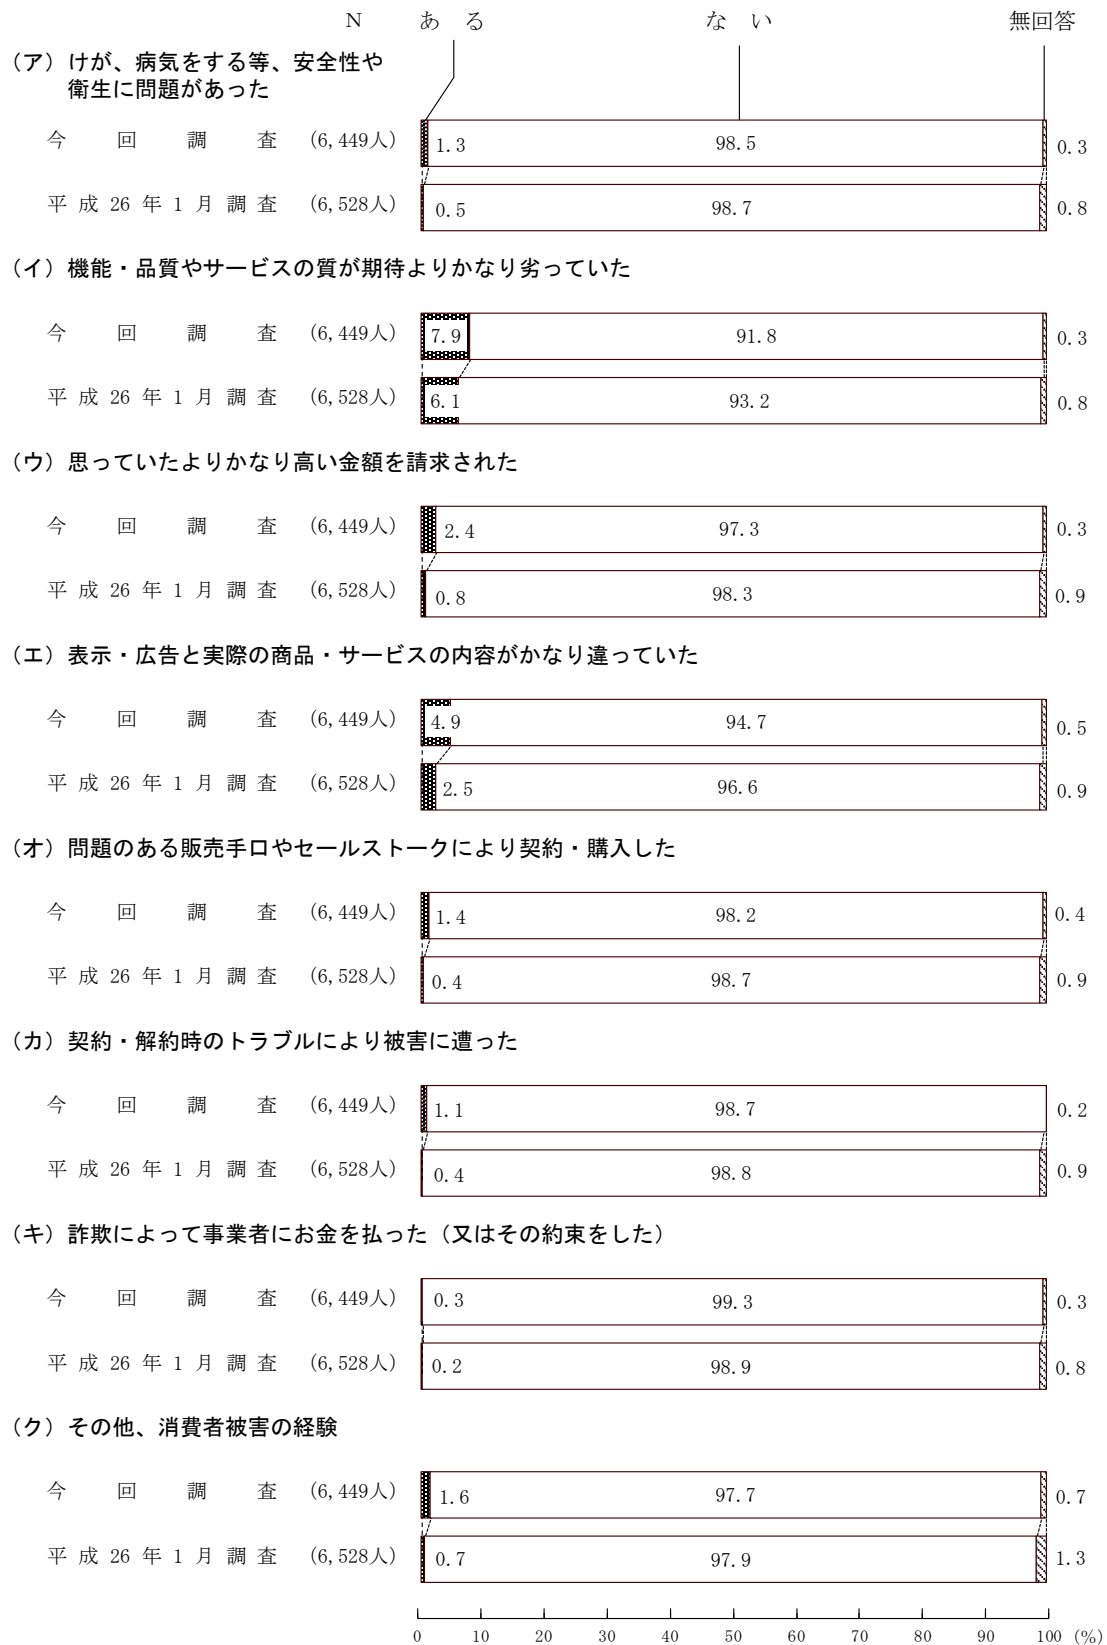 N ある ない 無回答
（ア）けが、病気をする等、安全性や
衛生に問題があった
今回調査 (6,449人) 1.3 98.5 0.3
平成26年1月調査 (6,528人) 0.5 98.7 0.8
（イ）機能・品質やサービスの質が期待よりかなり劣っていた
今回調査 (6,449人) 7.9 91.8 0.3
平成26年1月調査 (6,528人) 6.1 93.2 0.8
（ウ）思っていたよりかなり高い金額を請求された
今回調査 (6,449人) 2.4 97.3 0.3
平成26年1月調査 (6,528人) 0.8 98.3 0.9
（エ）表示・広告と実際の商品・サービスの内容がかなり違っていた
今回調査 (6,449人) 4.9 94.7 0.5
平成26年1月調査 (6,528人) 2.5 96.6 0.9
（オ）問題のある販売手口やセールストークにより契約・購入した
今回調査 (6,449人) 1.4 98.2 0.4
平成26年1月調査 (6,528人) 0.4 98.7 0.9
（カ）契約・解約時のトラブルにより被害に遭った
今回調査 (6,449人) 1.1 98.7 0.2
平成26年1月調査 (6,528人) 0.4 98.8 0.9
（キ）詐欺によって事業者にお金を払った（又はその約束をした）
今回調査 (6,449人) 0.3 99.3 0.3
平成26年1月調査 (6,528人) 0.2 98.9 0.8
（ク）その他、消費者被害の経験
今回調査 (6,449人) 1.6 97.7 0.7
平成26年1月調査 (6,528人) 0.7 97.9 1.3
0 10 20 30 40 50 60 70 80 90 100 (%)